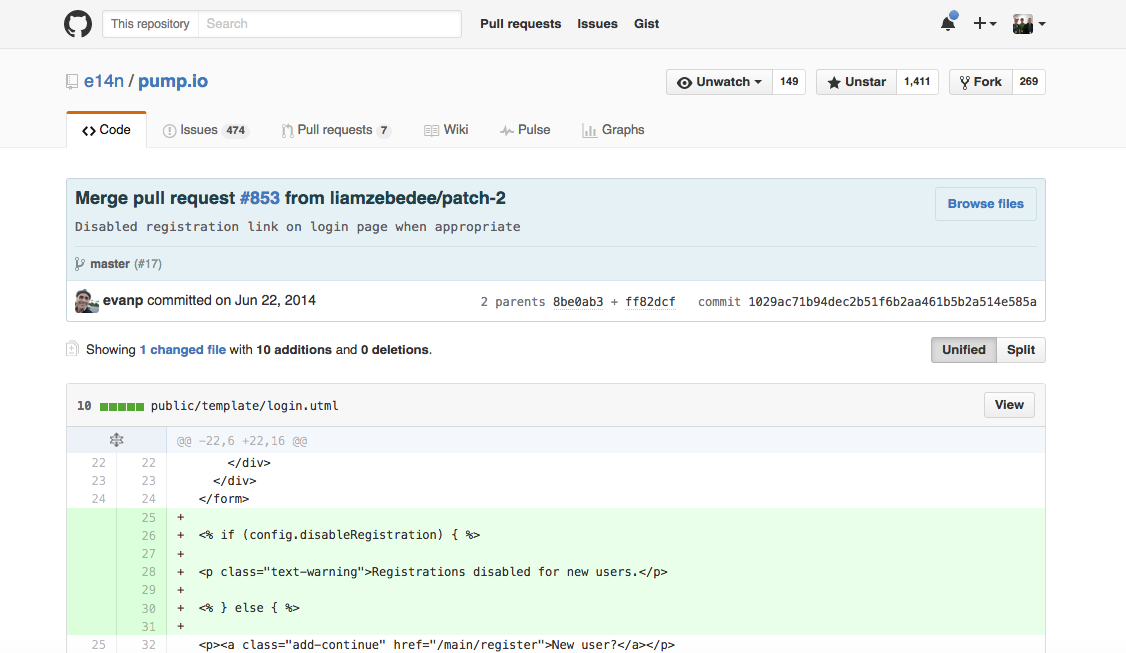 This repository Search Pull requests Issues Gist
e14n / pump.io Unwatch 149 Unstar 1,411 Fork 269
Code Issues 474 Pull requests 7 Wiki Pulse Graphs
Merge pull request #853 from liamzebedee/patch-2 Browse files
Disabled registration link on login page when appropriate
master (#17)
evanp committed on Jun 22, 2014 2 parents 8be0ab3 + ff82dcf commit 1029ac71b94dec2b51f6b2aa461b5b2a514e585a
Showing 1 changed file with 10 additions and 0 deletions. Unified Split
10 public/template/login.utml View
@@ -22,6 +22,16 @@
22 22 </div>
23 23 </div>
24 24 </form>
25 +
26 + <% if (config.disableRegistration) { %>
27 +
28 + <p class="text-warning">Registrations disabled for new users.</p>
29 +
30 + <% } else { %>
31 +
25 32 <p><a class="add-continue" href="/main/register">New user?</a></p>